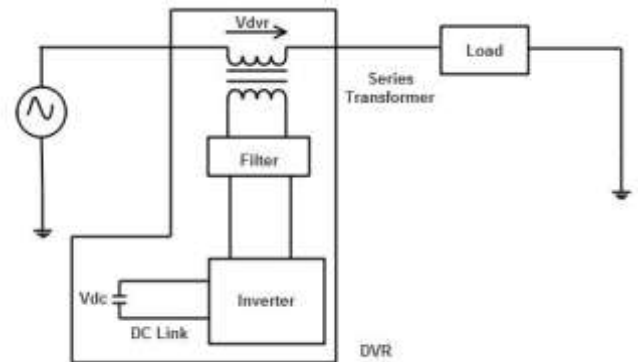 Vdvr
Load
Series
Transformer
Filter
Vdc
Inverter
DC Link
DVR